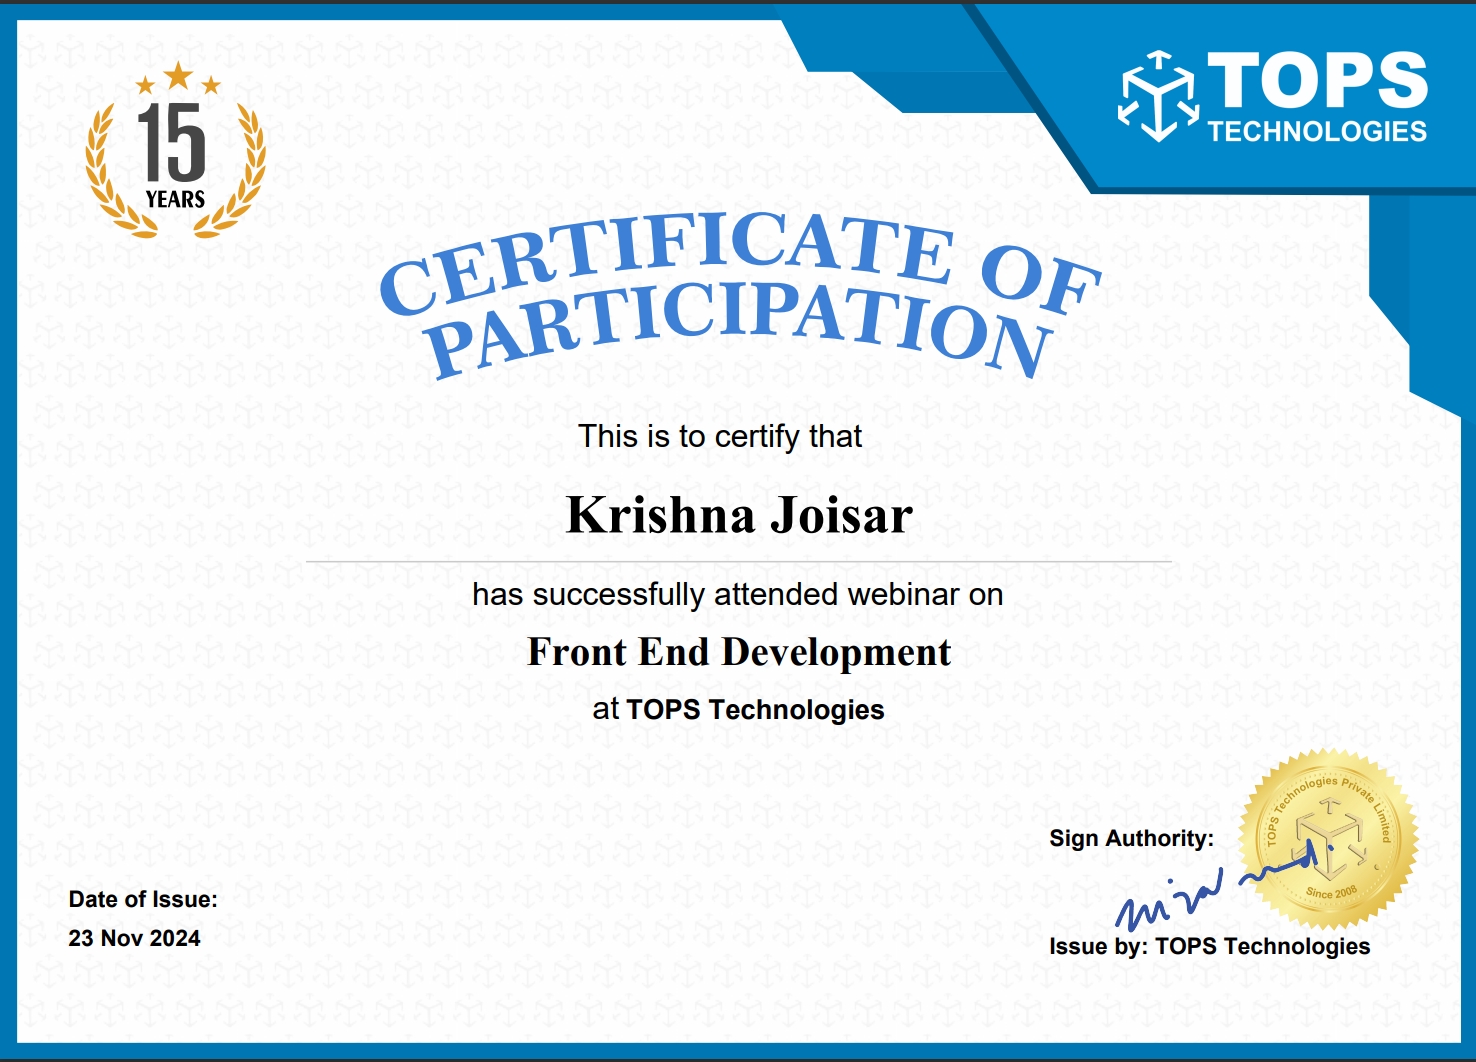 15
YEARS
TOPS
TECHNOLOGIES
CERTIFICATE OF
PARTICIPATION
This is to certify that
Krishna Joisar
has successfully attended webinar on
Front End Development
at TOPS Technologies
Date of Issue:
23 Nov 2024
Sign Authority:
TOPS Technologies Private Limited
Since 2008
Issue by: TOPS Technologies